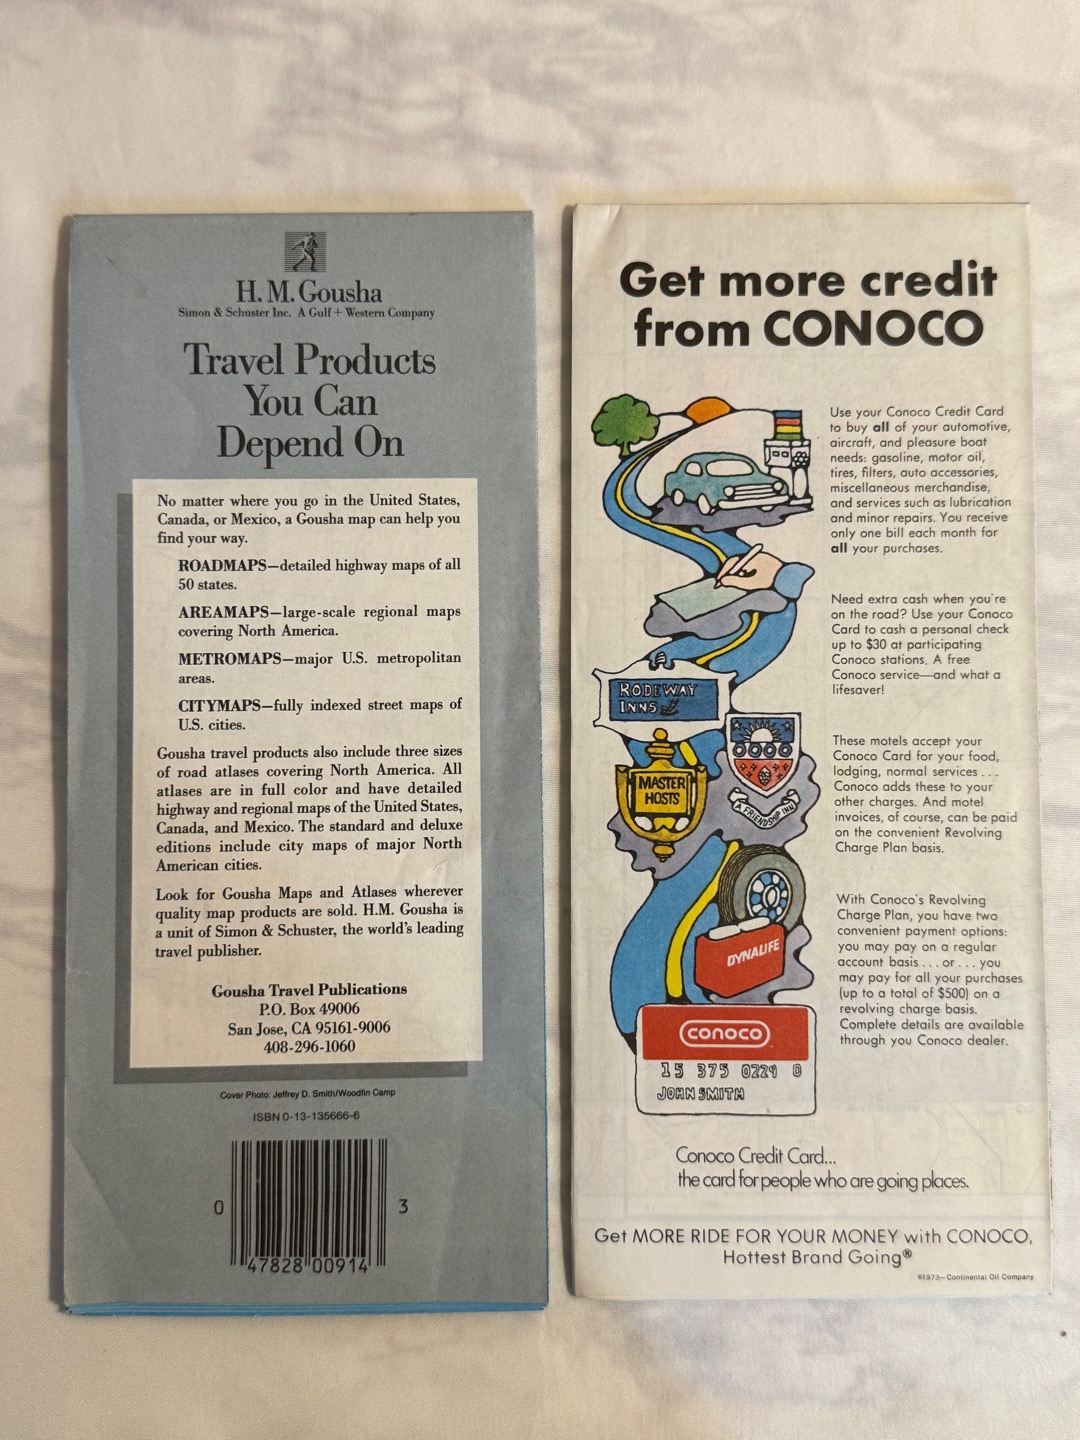 H. M. Gousha
Simon & Schuster Inc. A Gulf + Western Company
Travel Products
You Can
Depend On
No matter where you go in the United States,
Canada, or Mexico, a Gousha map can help you
find your way.
ROADMAPS—detailed highway maps of all
50 states.
AREAMAPS—large-scale regional maps
covering North America.
METROMAPS—major U.S. metropolitan
areas.
CITYMAPS—fully indexed street maps of
U.S. cities.
Gousha travel products also include three sizes
of road atlases covering North America. All
atlases are in full color and have detailed
highway and regional maps of the United States,
Canada, and Mexico. The standard and deluxe
editions include city maps of major North
American cities.
Look for Gousha Maps and Atlases wherever
quality map products are sold. H.M. Gousha is
a unit of Simon & Schuster, the world's leading
travel publisher.
Gousha Travel Publications
P.O. Box 49006
San Jose, CA 95161-9006
408-296-1060
Cover Photo: Jeffrey D. Smith/Woodfin Camp
ISBN 0-13-135666-6
0 47828 00914 3
Get more credit
from CONOCO
Use your Conoco Credit Card
to buy all of your automotive,
aircraft, and pleasure boat
needs: gasoline, motor oil,
tires, filters, auto accessories,
miscellaneous merchandise,
and services such as lubrication
and minor repairs. You receive
only one bill each month for
all your purchases.
Need extra cash when you're
on the road? Use your Conoco
Card to cash a personal check
up to $30 at participating
Conoco stations. A free
Conoco service—and what a
lifesaver!
RODEWAY
INNS
MASTER
HOSTS
A FRIENDSHIP INN
These motels accept your
Conoco Card for your food,
lodging, normal services . . .
Conoco adds these to your
other charges. And motel
invoices, of course, can be paid
on the convenient Revolving
Charge Plan basis.
DYNALIFE
With Conoco's Revolving
Charge Plan, you have two
convenient payment options:
you may pay on a regular
account basis . . . or . . . you
may pay for all your purchases
(up to a total of $500) on a
revolving charge basis.
Complete details are available
through you Conoco dealer.
conoco
15 375 0229 0
JOHN SMITH
Conoco Credit Card...
the card for people who are going places.
Get MORE RIDE FOR YOUR MONEY with CONOCO,
Hottest Brand Going®
©1973—Continental Oil Company